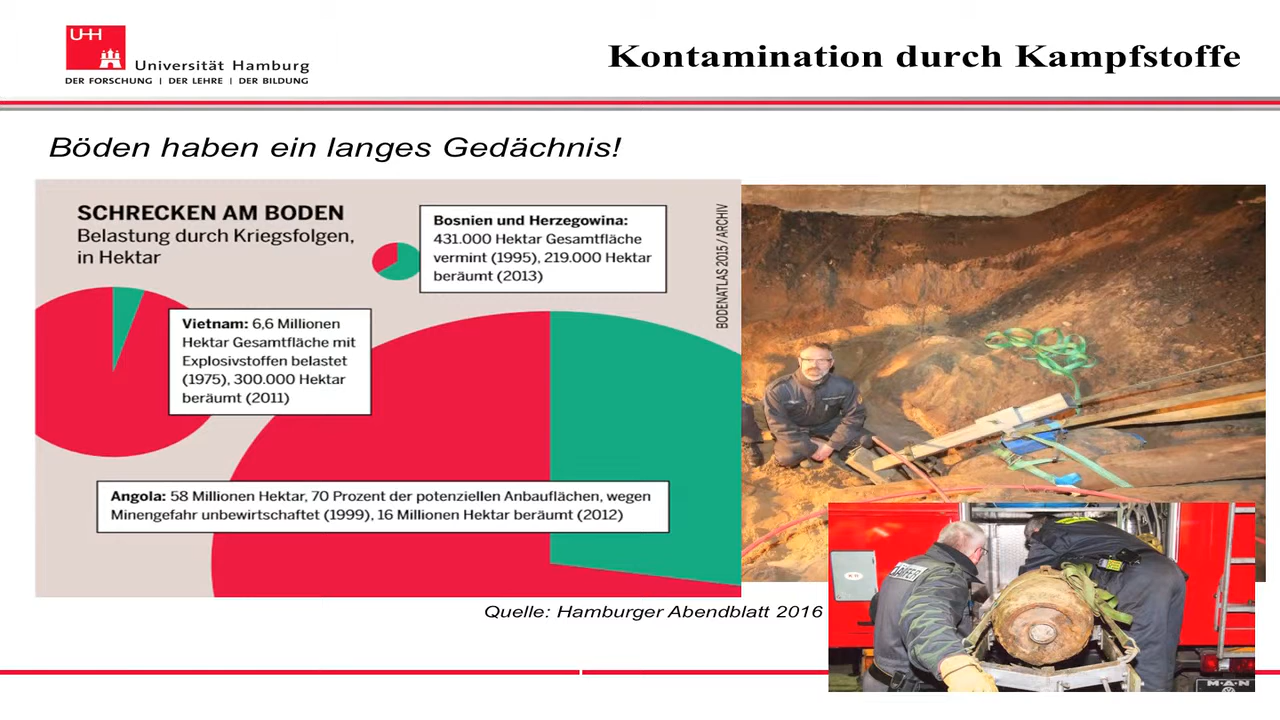 UHH
Universität Hamburg
DER FORSCHUNG | DER LEHRE | DER BILDUNG
Kontamination durch Kampfstoffe
Böden haben ein langes Gedächnis!
SCHRECKEN AM BODEN
Belastung durch Kriegsfolgen,
in Hektar
Bosnien und Herzegowina:
431.000 Hektar Gesamtfläche
vermint (1995), 219.000 Hektar
beräumt (2013)
BODENATLAS 2015 / ARCHIV
Vietnam: 6,6 Millionen
Hektar Gesamtfläche mit
Explosivstoffen belastet
(1975), 300.000 Hektar
beräumt (2011)
Angola: 58 Millionen Hektar, 70 Prozent der potenziellen Anbauflächen, wegen
Minengefahr unbewirtschaftet (1999), 16 Millionen Hektar beräumt (2012)
Quelle: Hamburger Abendblatt 2016
MAN